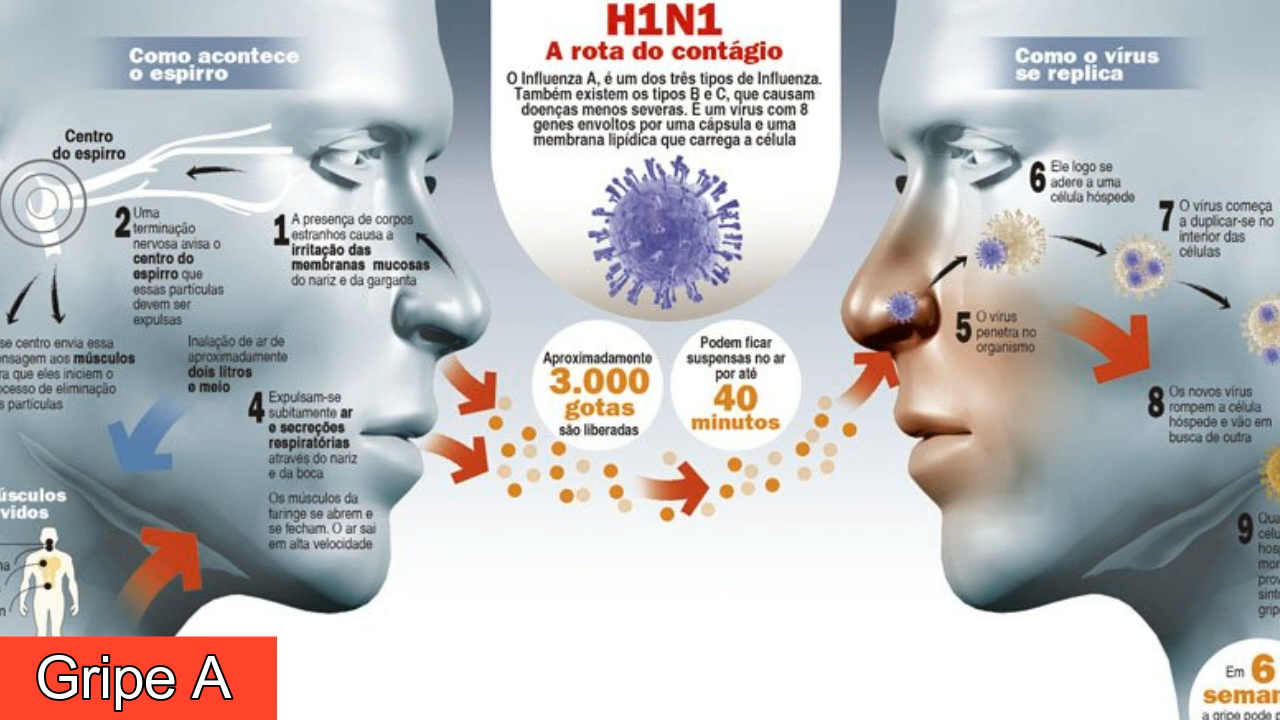 H1N1
A rota do contágio
O Influenza A, é um dos três tipos de Influenza.
Também existem os tipos B e C, que causam
doenças menos severas. É um vírus com 8
genes envoltos por uma cápsula e uma
membrana lipídica que carrega a célula
Como acontece
o espirro
Centro
do espirro
1
A presença de corpos
estranhos causa a
irritação das
membranas mucosas
do nariz e da garganta
2
Uma
terminação
nervosa avisa o
centro do
espirro que
essas partículas
devem ser
expulsas
se centro envia essa
ensagem aos músculos
ra que eles iniciem o
ocesso de eliminação
s partículas
Inalação de ar de
aproximadamente
dois litros
e meio
4
Expulsam-se
subitamente ar
e secreções
respiratórias
através do nariz
e da boca
Os músculos da
faringe se abrem e
se fecham. O ar sai
em alta velocidade
úsculos
vidos
Aproximadamente
3.000
gotas
são liberadas
Podem ficar
suspensas no ar
por até
40
minutos
Como o vírus
se replica
5
O vírus
penetra no
organismo
6
Ele logo se
adere a uma
célula hóspede
7
O vírus começa
a duplicar-se no
interior das
células
8
Os novos vírus
rompem a célula
hóspede e vão em
busca de outra
9
Em 6
seman
a gripe pode
Gripe A